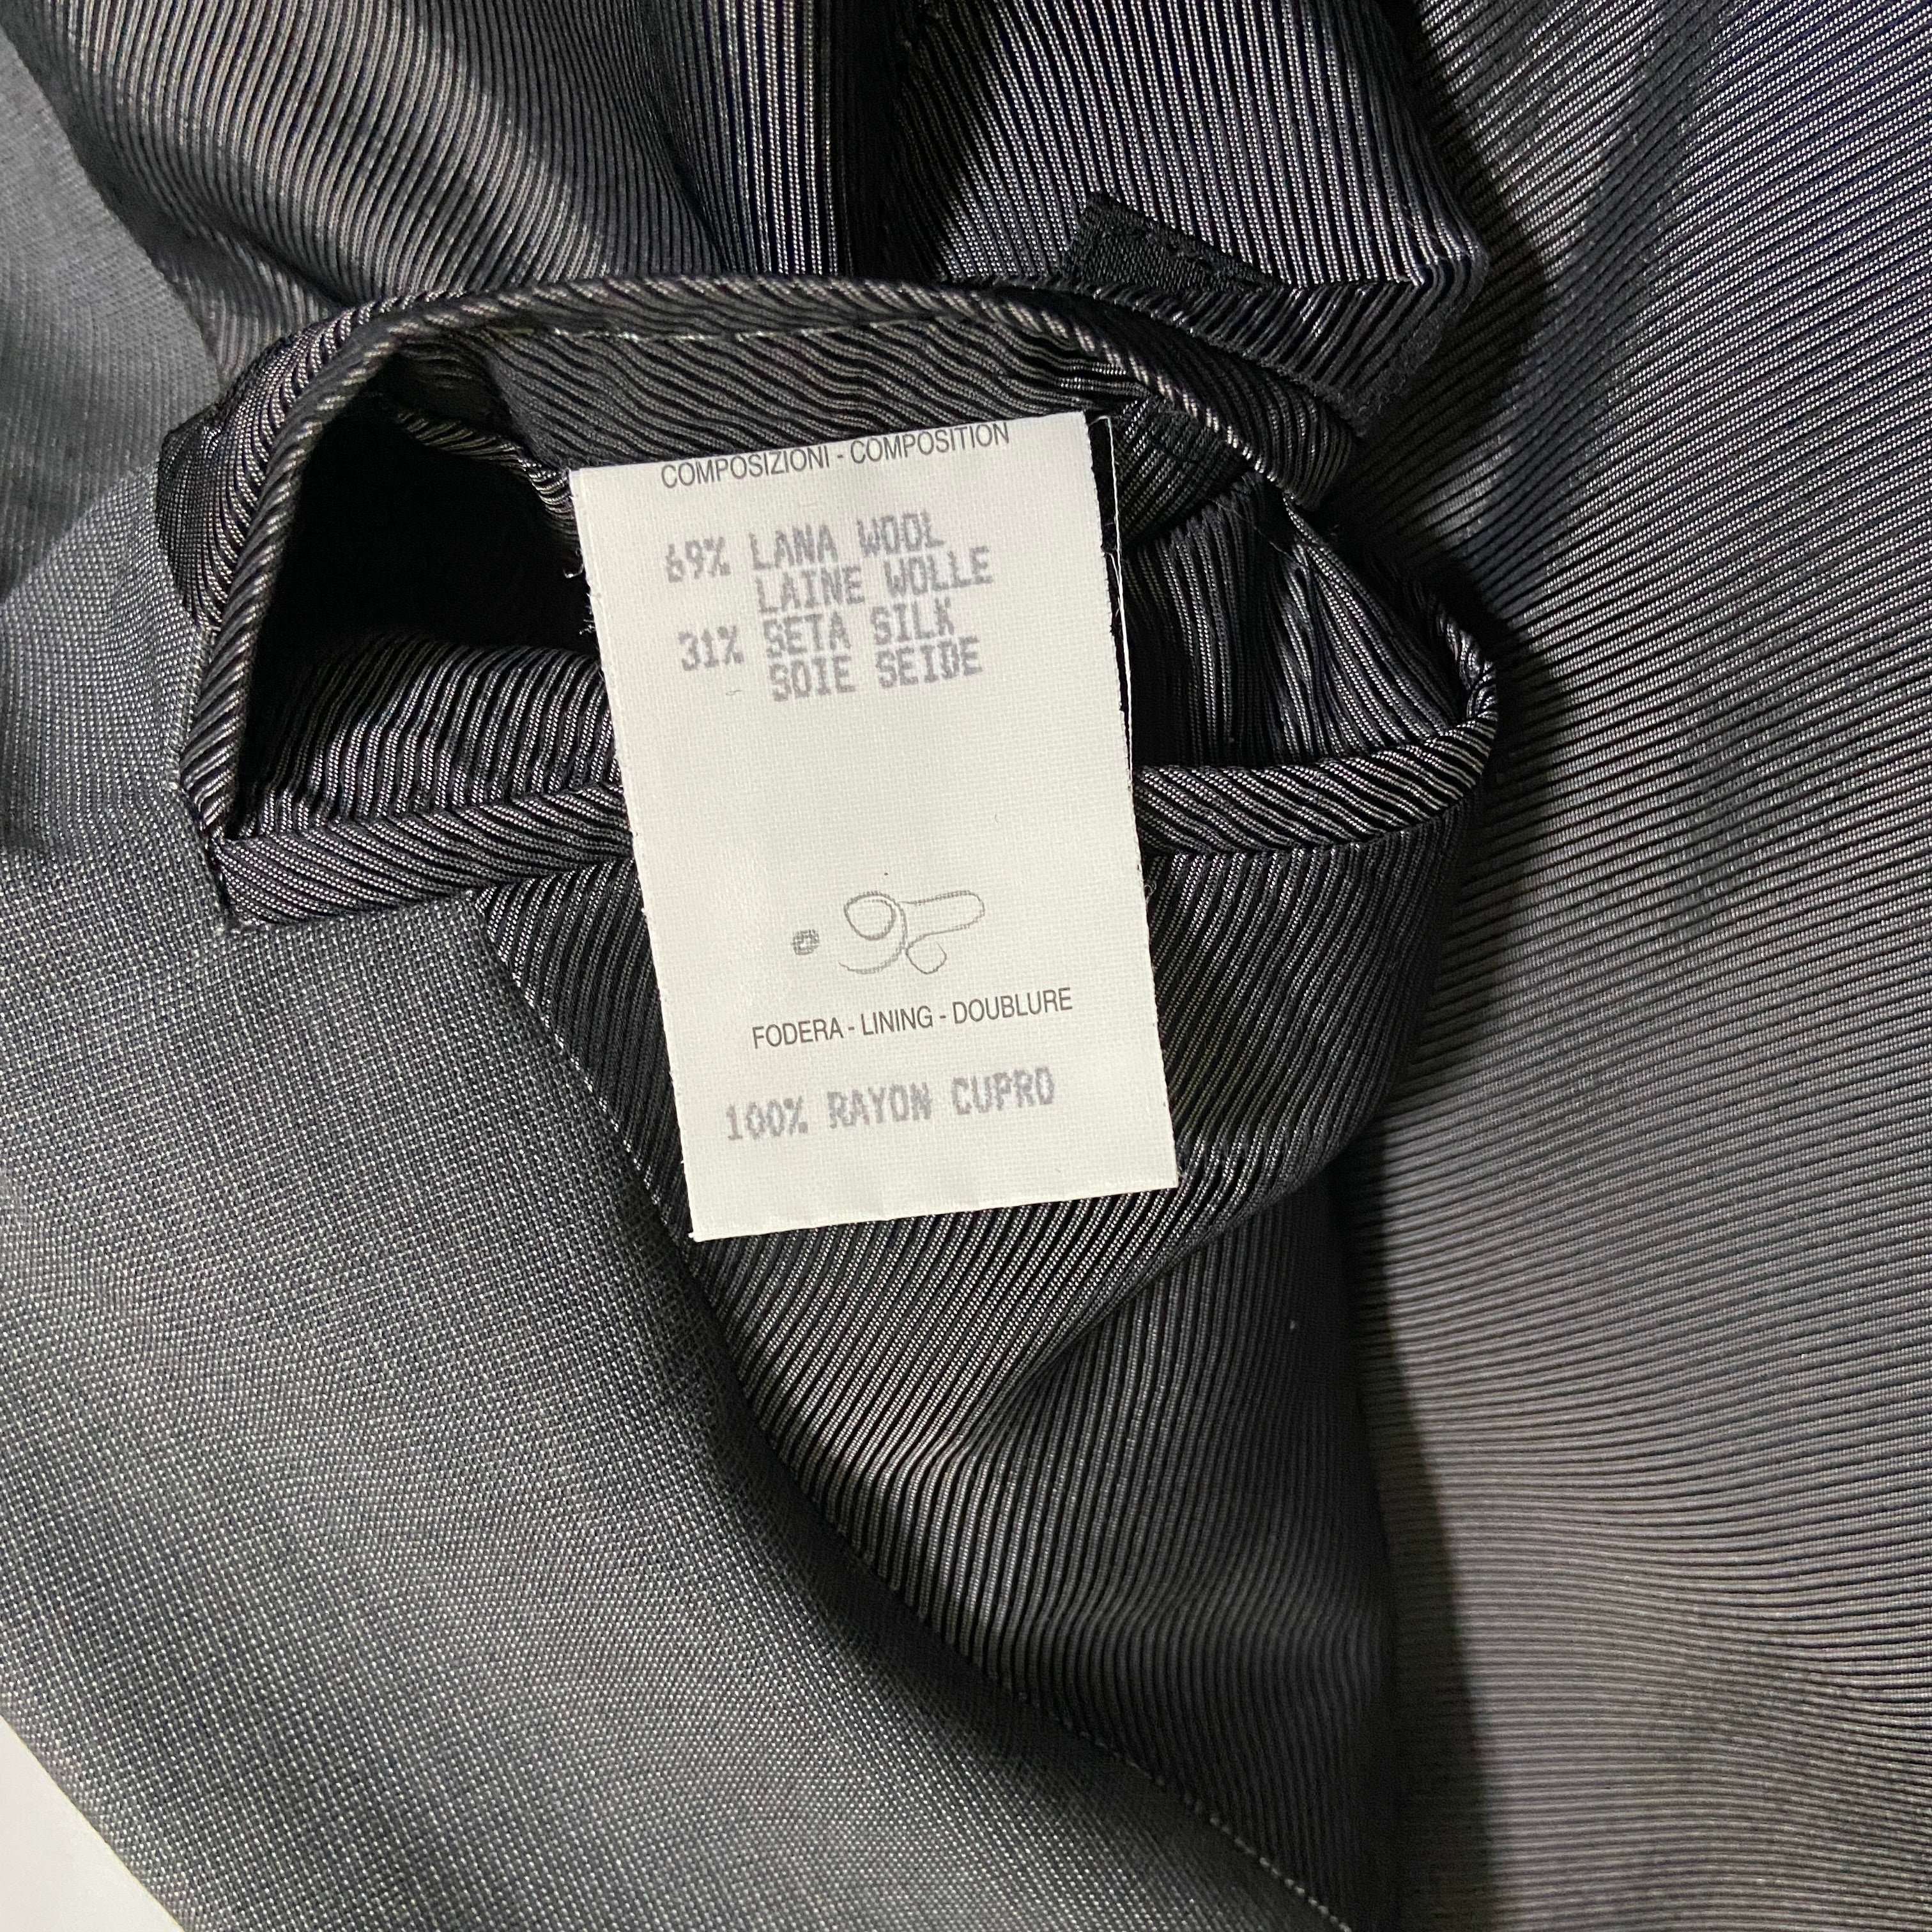 COMPOSIZIONI - COMPOSITION
69% LANA WOOL
LAINE WOLLE
31% SETA SILK
SOIE SEIDE
FODERA - LINING - DOUBLURE
100% RAYON CUPRO